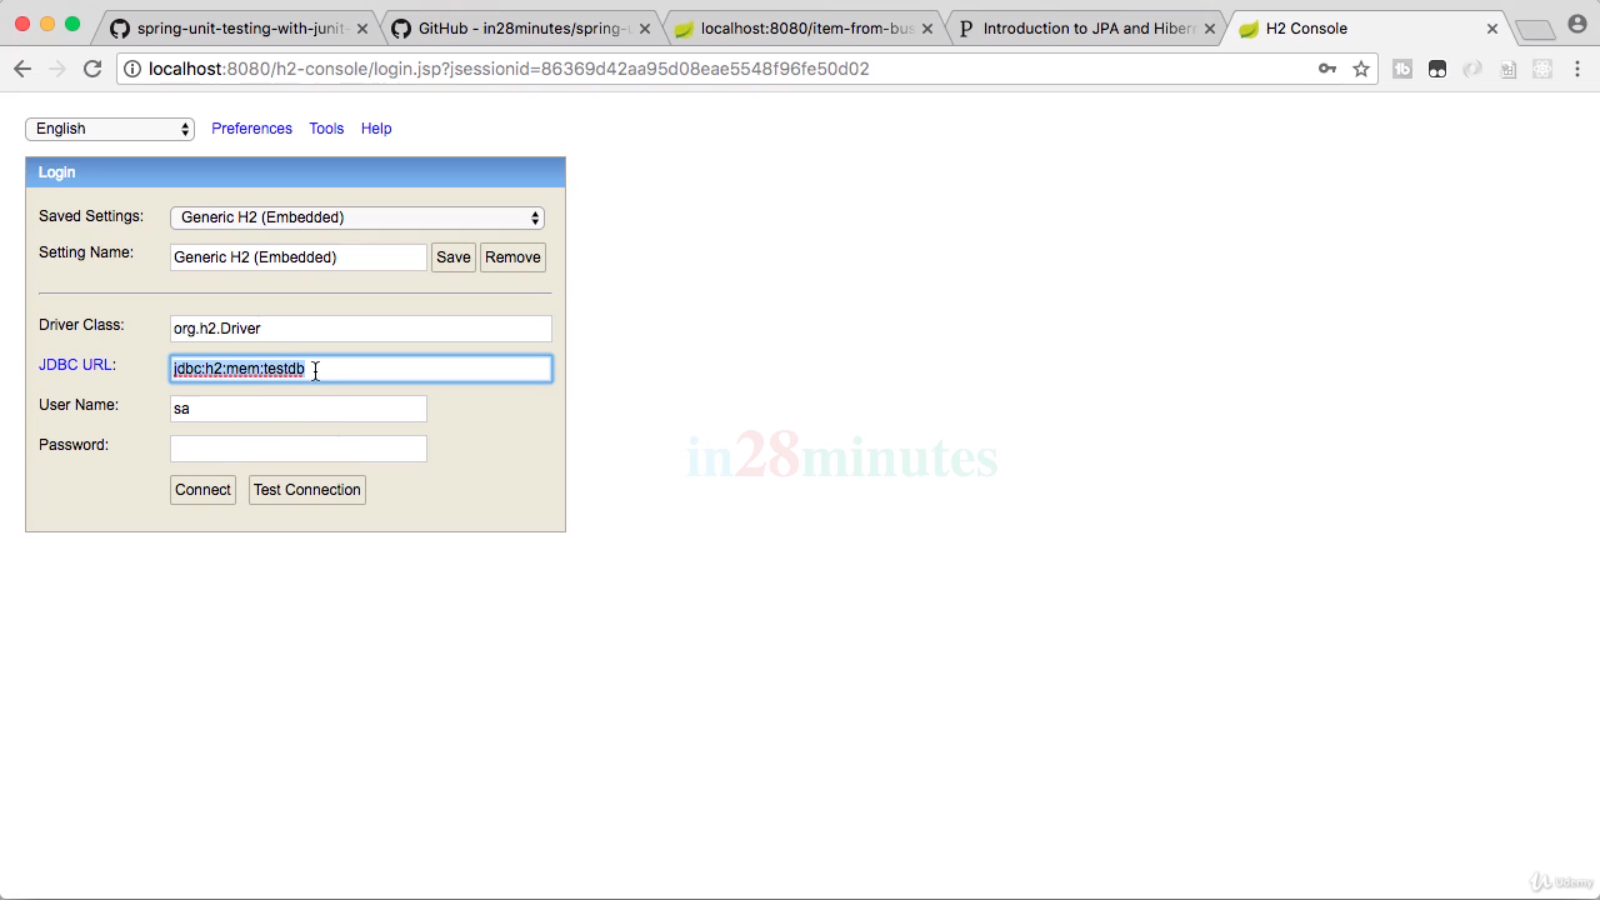 spring-unit-testing-with-junit-
GitHub - in28minutes/spring-u
localhost:8080/item-from-bus
Introduction to JPA and Hibern
H2 Console
localhost:8080/h2-console/login.jsp?jsessionid=86369d42aa95d08eae5548f96fe50d02
English
Preferences
Tools
Help
Login
Saved Settings:
Generic H2 (Embedded)
Setting Name:
Generic H2 (Embedded)
Save
Remove
Driver Class:
org.h2.Driver
JDBC URL:
jdbc:h2:mem:testdb
User Name:
sa
Password:
Connect
Test Connection
in28minutes
Udemy